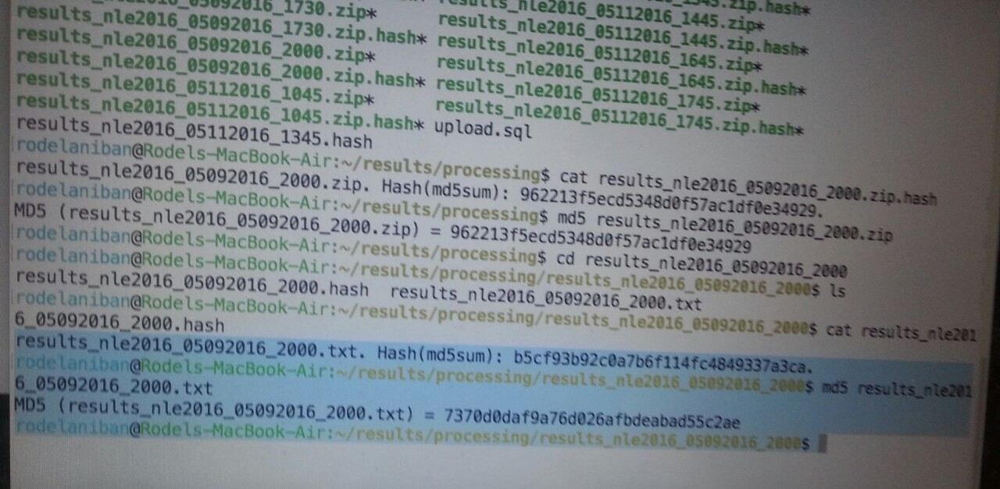 results_nle2016_05092016_1730.zip* results_nle2016_05112016_1445.zip*
results_nle2016_05092016_1730.zip.hash* results_nle2016_05112016_1445.zip.hash*
results_nle2016_05092016_2000.zip* results_nle2016_05112016_1645.zip*
results_nle2016_05092016_2000.zip.hash* results_nle2016_05112016_1645.zip.hash*
results_nle2016_05112016_1045.zip* results_nle2016_05112016_1745.zip*
results_nle2016_05112016_1045.zip.hash* results_nle2016_05112016_1745.zip.hash*
results_nle2016_05112016_1345.hash upload.sql
rodelaniban@Rodels-MacBook-Air:~/results/processing$ cat results_nle2016_05092016_2000.zip.hash
results_nle2016_05092016_2000.zip. Hash(md5sum): 962213f5ecd5348d0f57ac1df0e34929.
rodelaniban@Rodels-MacBook-Air:~/results/processing$ md5 results_nle2016_05092016_2000.zip
MD5 (results_nle2016_05092016_2000.zip) = 962213f5ecd5348d0f57ac1df0e34929
rodelaniban@Rodels-MacBook-Air:~/results/processing$ cd results_nle2016_05092016_2000
rodelaniban@Rodels-MacBook-Air:~/results/processing/results_nle2016_05092016_2000$ ls
results_nle2016_05092016_2000.hash results_nle2016_05092016_2000.txt
rodelaniban@Rodels-MacBook-Air:~/results/processing/results_nle2016_05092016_2000$ cat results_nle201
6_05092016_2000.hash
results_nle2016_05092016_2000.txt. Hash(md5sum): b5cf93b92c0a7b6f114fc4849337a3ca.
rodelaniban@Rodels-MacBook-Air:~/results/processing/results_nle2016_05092016_2000$ md5 results_nle201
6_05092016_2000.txt
MD5 (results_nle2016_05092016_2000.txt) = 7370d0daf9a76d026afbdeabad55c2ae
rodelaniban@Rodels-MacBook-Air:~/results/processing/results_nle2016_05092016_2000$